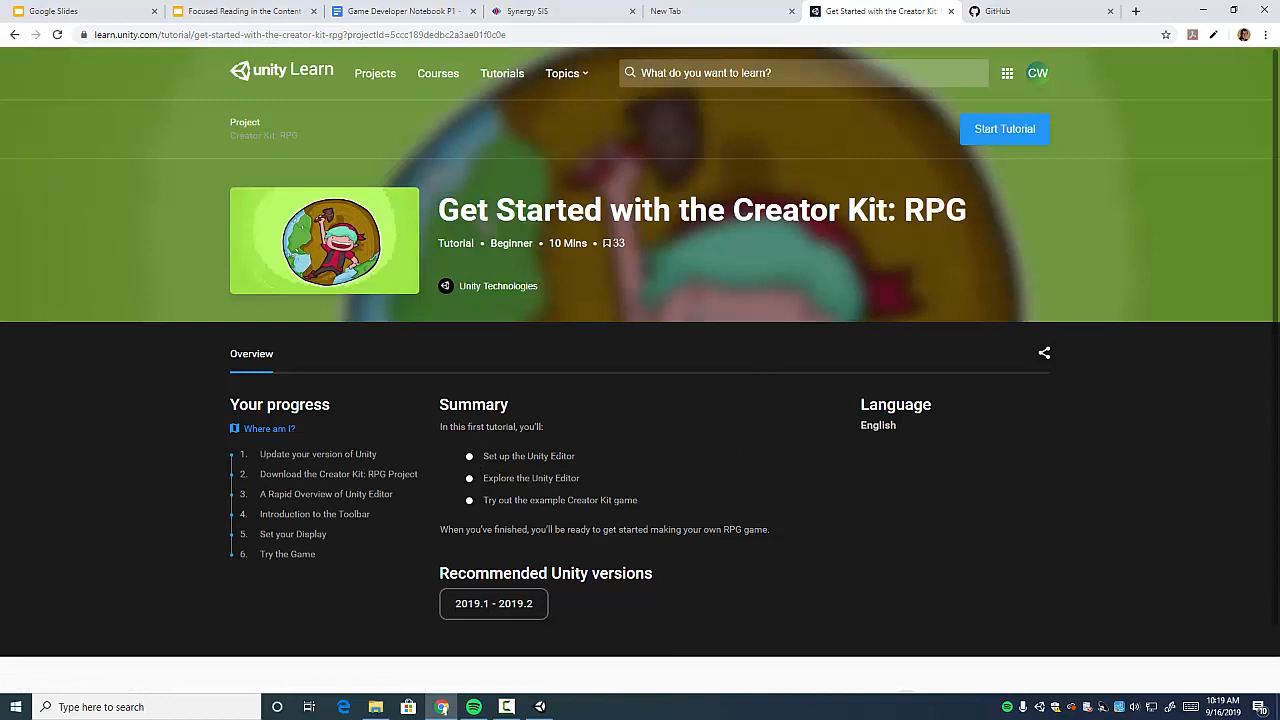 Google Slides
Focused Reading in the Content
Game Developer Notebook P1 -
Synergy SIS
New Tab
Get Started with the Creator Kit:
GitHub
learn.unity.com/tutorial/get-started-with-the-creator-kit-rpg?projectId=5ccc189dedbc2a3ae01f0c0e
unity Learn
Projects
Courses
Tutorials
Topics
What do you want to learn?
CW
Project
Creator Kit: RPG
Start Tutorial
Get Started with the Creator Kit: RPG
Tutorial • Beginner • 10 Mins • 33
Unity Technologies
Overview
Your progress
Where am I?
1. Update your version of Unity
2. Download the Creator Kit: RPG Project
3. A Rapid Overview of Unity Editor
4. Introduction to the Toolbar
5. Set your Display
6. Try the Game
Summary
In this first tutorial, you'll:
Set up the Unity Editor
Explore the Unity Editor
Try out the example Creator Kit game
When you've finished, you'll be ready to get started making your own RPG game.
Recommended Unity versions
2019.1 - 2019.2
Language
English
Type here to search
10:19 AM
9/16/2019